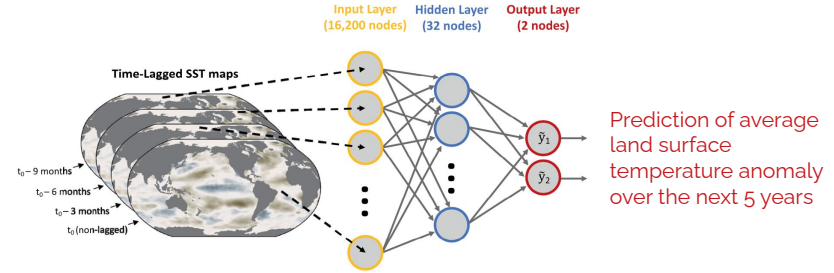 Input Layer
(16,200 nodes)
Hidden Layer
(32 nodes)
Output Layer
(2 nodes)
Time-Lagged SST maps
t₀ – 9 months
t₀ – 6 months
t₀ – 3 months
t₀ (non-lagged)
ỹ₁
ỹ₂
Prediction of average
land surface
temperature anomaly
over the next 5 years